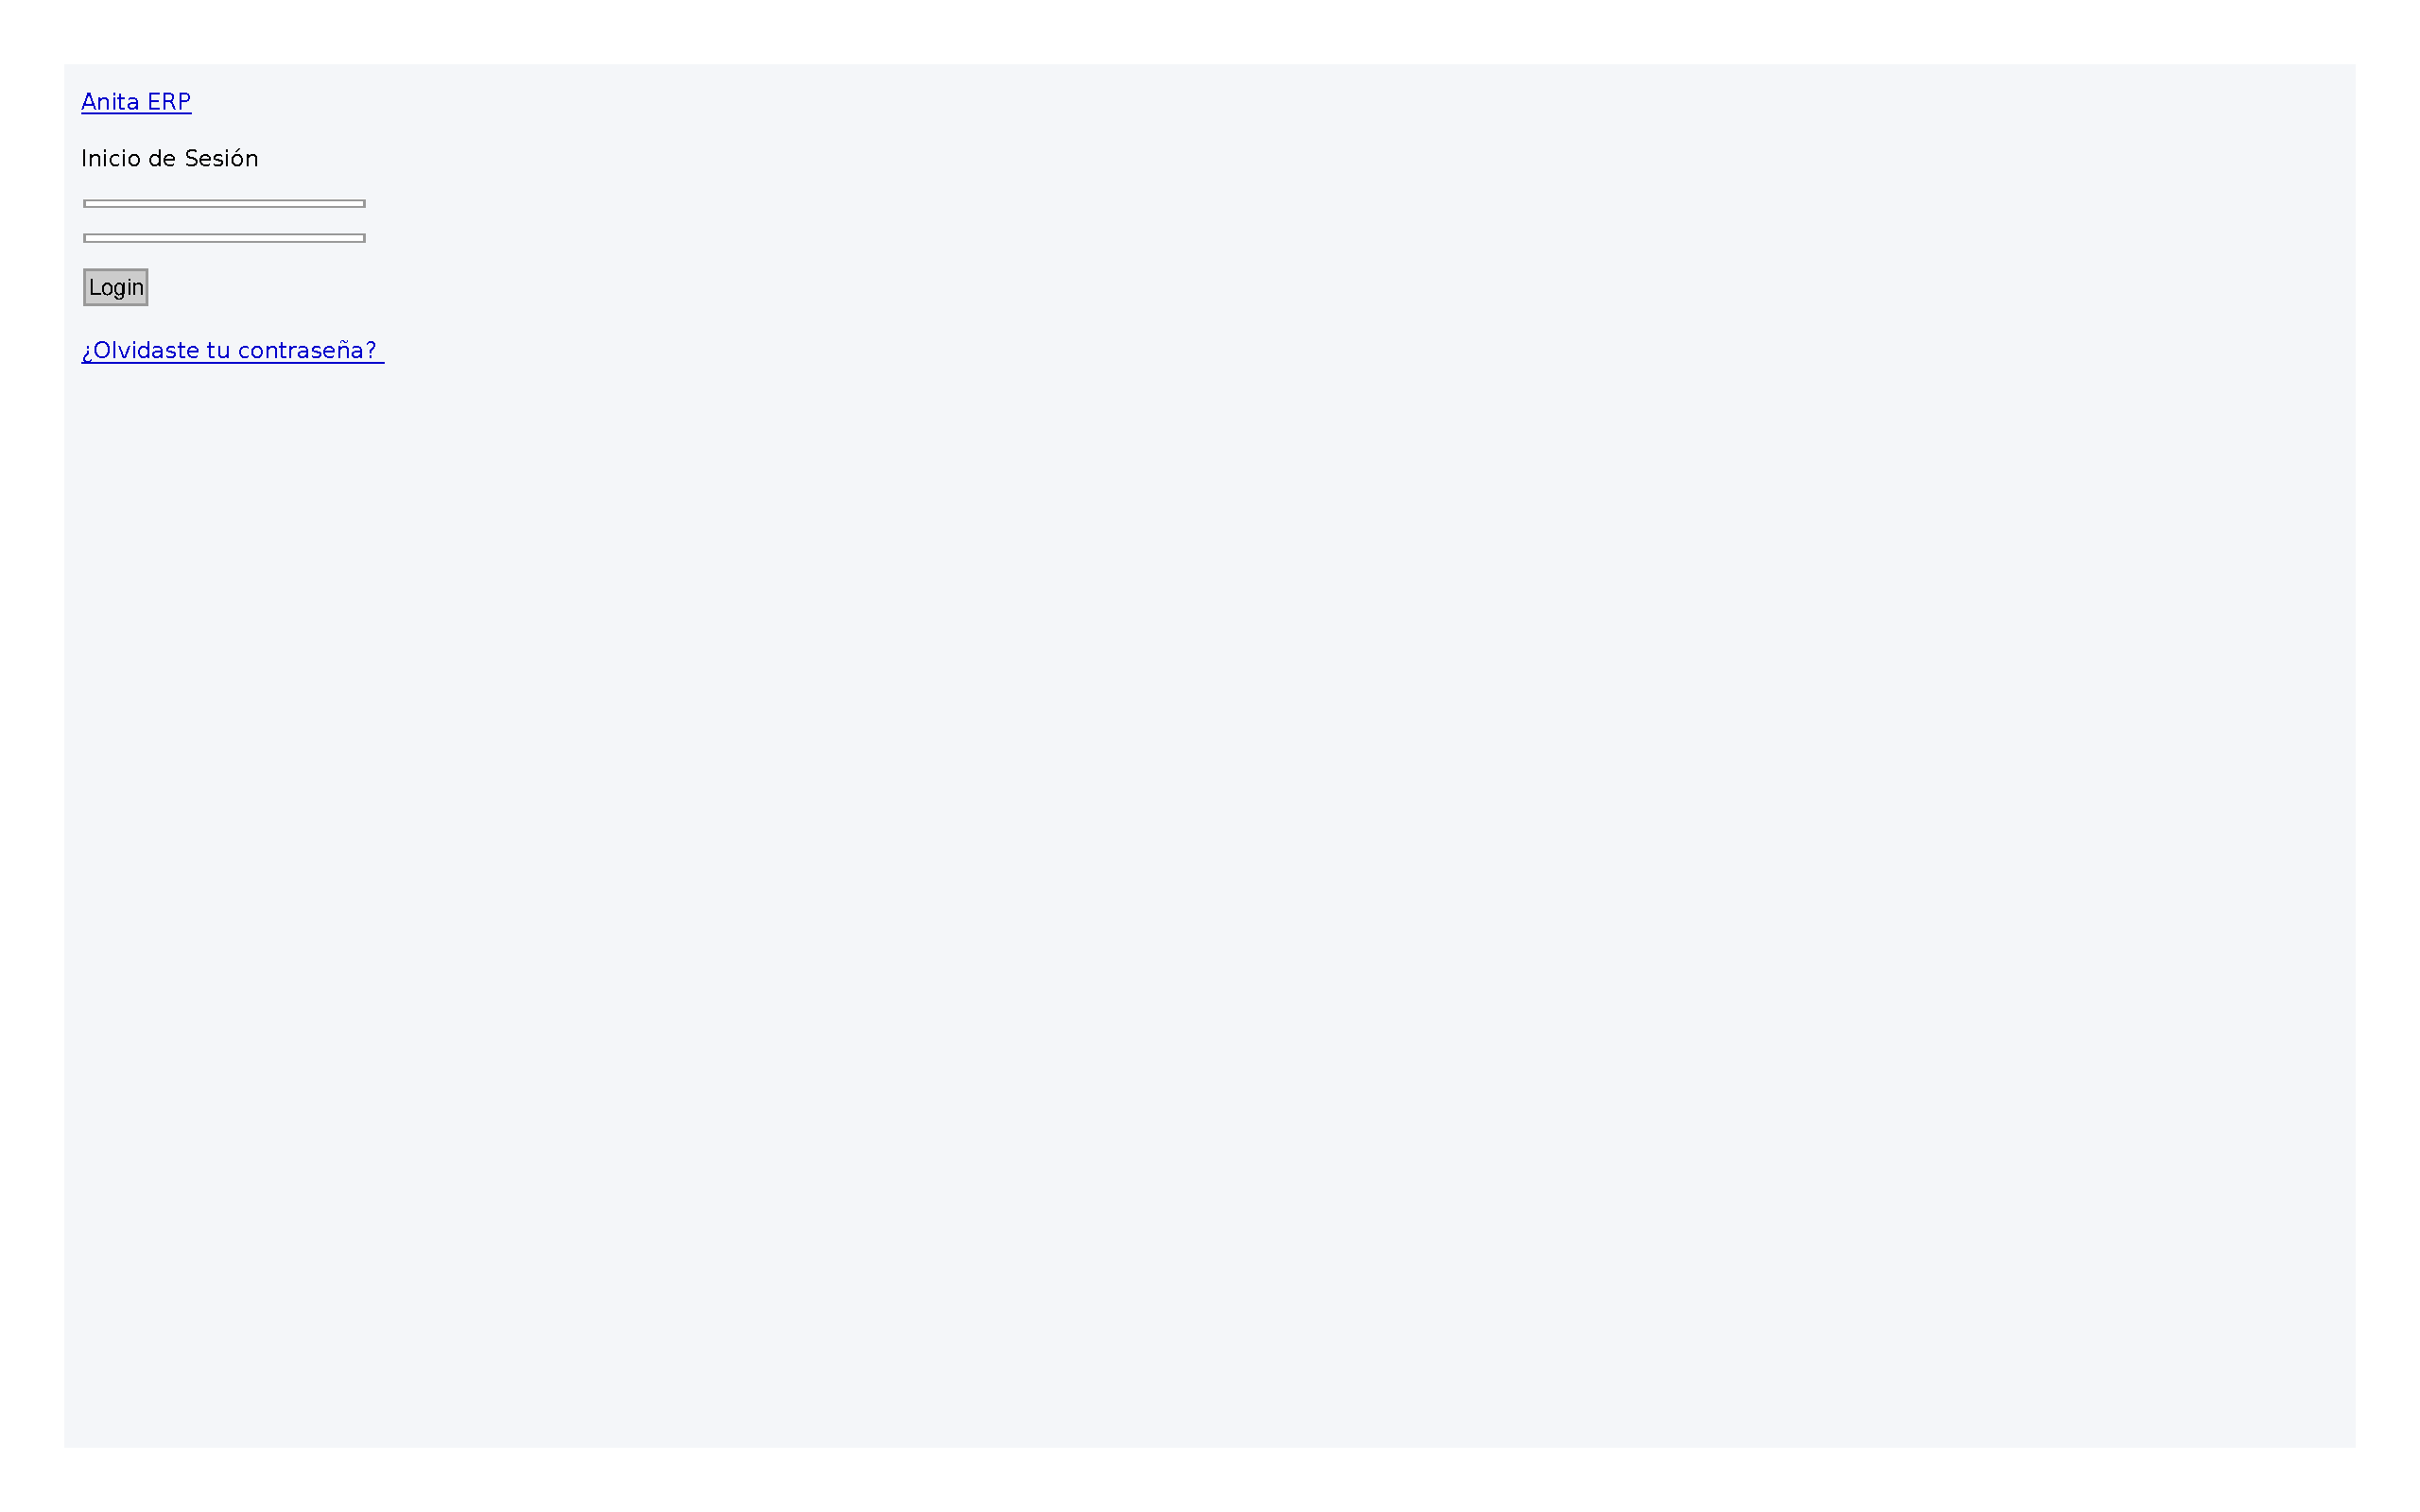 Anita ERP
Inicio de Sesión
Login
¿Olvidaste tu contraseña?